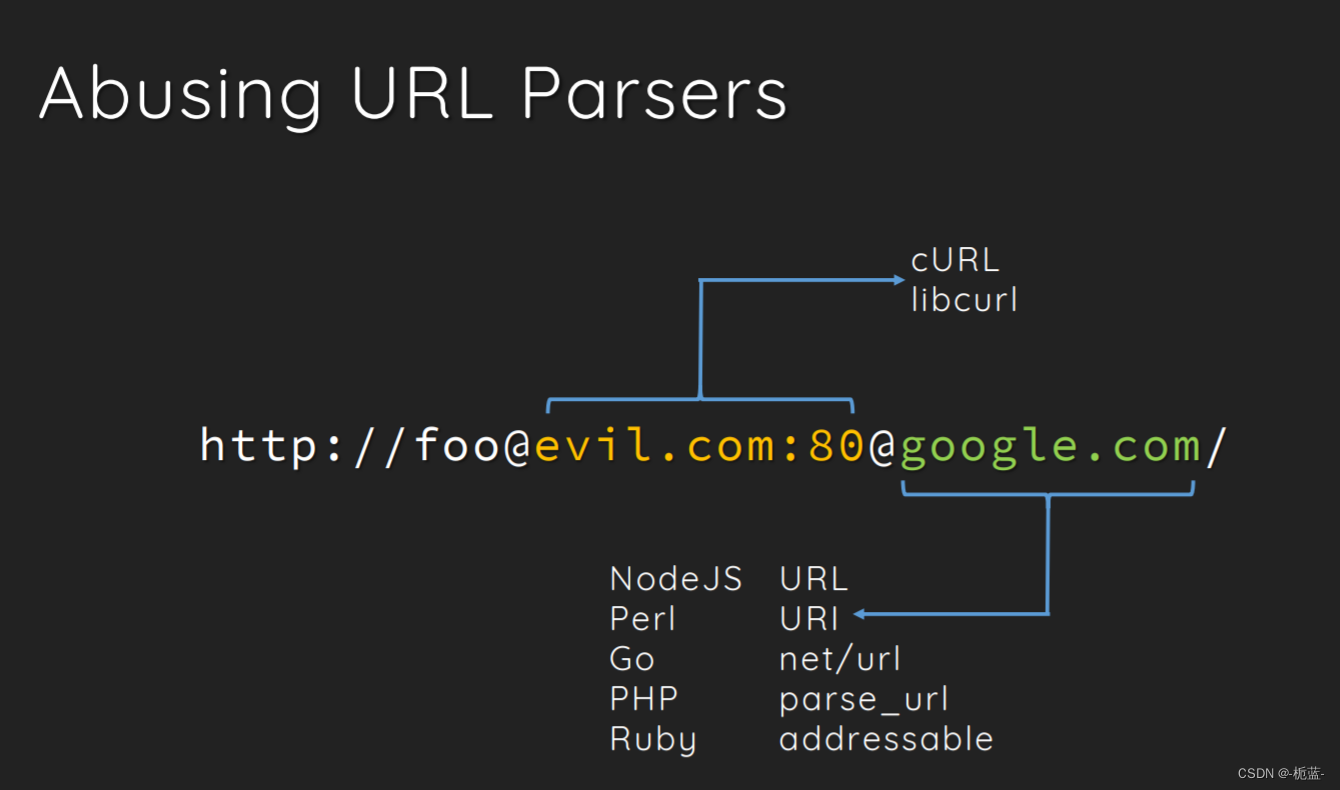 Abusing URL Parsers
cURL
libcurl
http://foo@evil.com:80@google.com/
NodeJS URL
Perl URI
Go net/url
PHP parse_url
Ruby addressable
CSDN @-栀蓝-